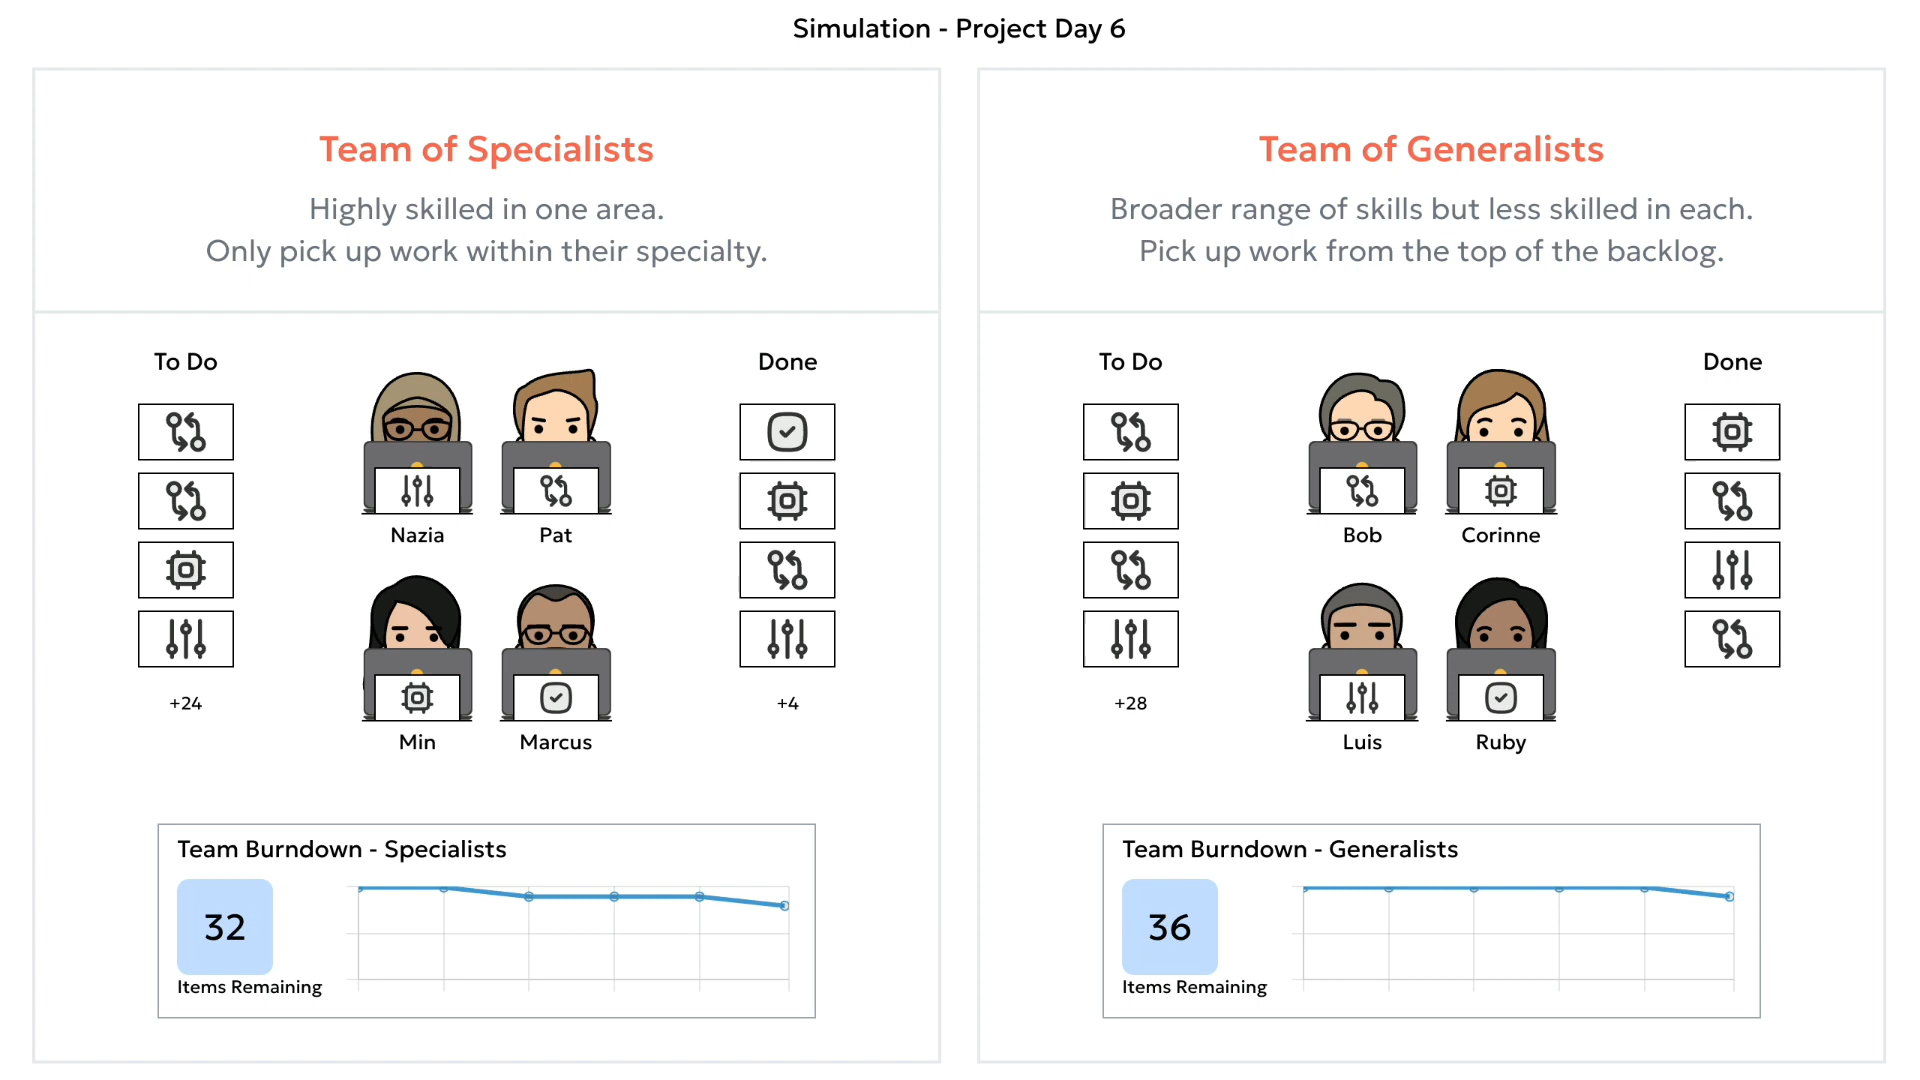 Simulation - Project Day 6
Team of Specialists
Highly skilled in one area.
Only pick up work within their specialty.
To Do
Done
Nazia
Pat
Min
Marcus
+24
+4
Team Burndown - Specialists
32
Items Remaining
Team of Generalists
Broader range of skills but less skilled in each.
Pick up work from the top of the backlog.
To Do
Done
Bob
Corinne
+28
Luis
Ruby
Team Burndown - Generalists
36
Items Remaining